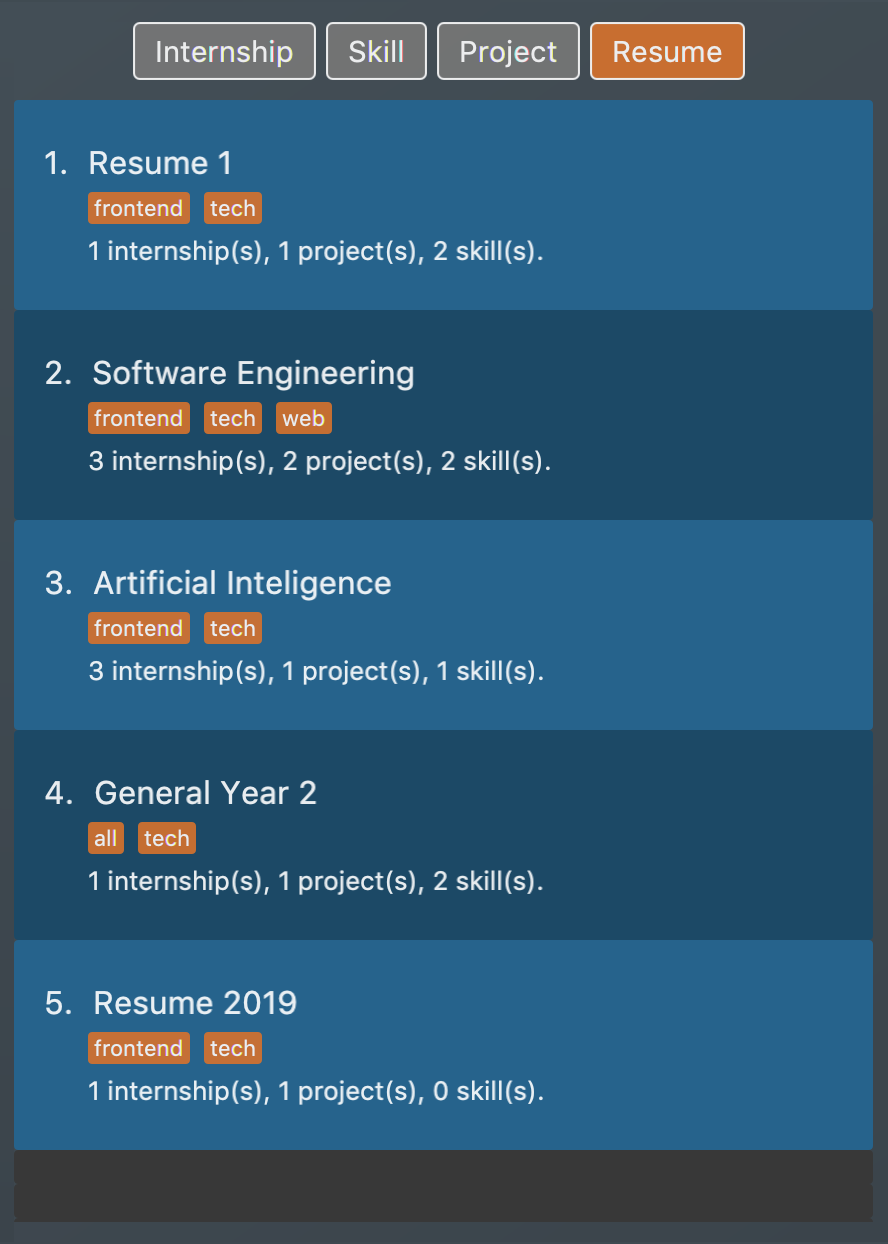 Internship Skill Project Resume
1. Resume 1
frontend tech
1 internship(s), 1 project(s), 2 skill(s).
2. Software Engineering
frontend tech web
3 internship(s), 2 project(s), 2 skill(s).
3. Artificial Inteligence
frontend tech
3 internship(s), 1 project(s), 1 skill(s).
4. General Year 2
all tech
1 internship(s), 1 project(s), 2 skill(s).
5. Resume 2019
frontend tech
1 internship(s), 1 project(s), 0 skill(s).